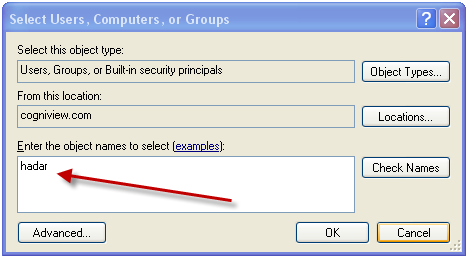 Select Users, Computers, or Groups
Select this object type:
Users, Groups, or Built-in security principals
Object Types...
From this location:
cogniview.com
Locations...
Enter the object names to select (examples):
hadar
Check Names
Advanced...
OK
Cancel